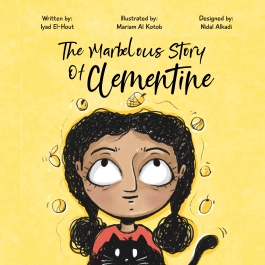 Written by: Illustrated by: Designed by:
Iyad El-Hout Mariam Al Kotob Nidal Alkadi
The Marbelous Story
Of Clementine